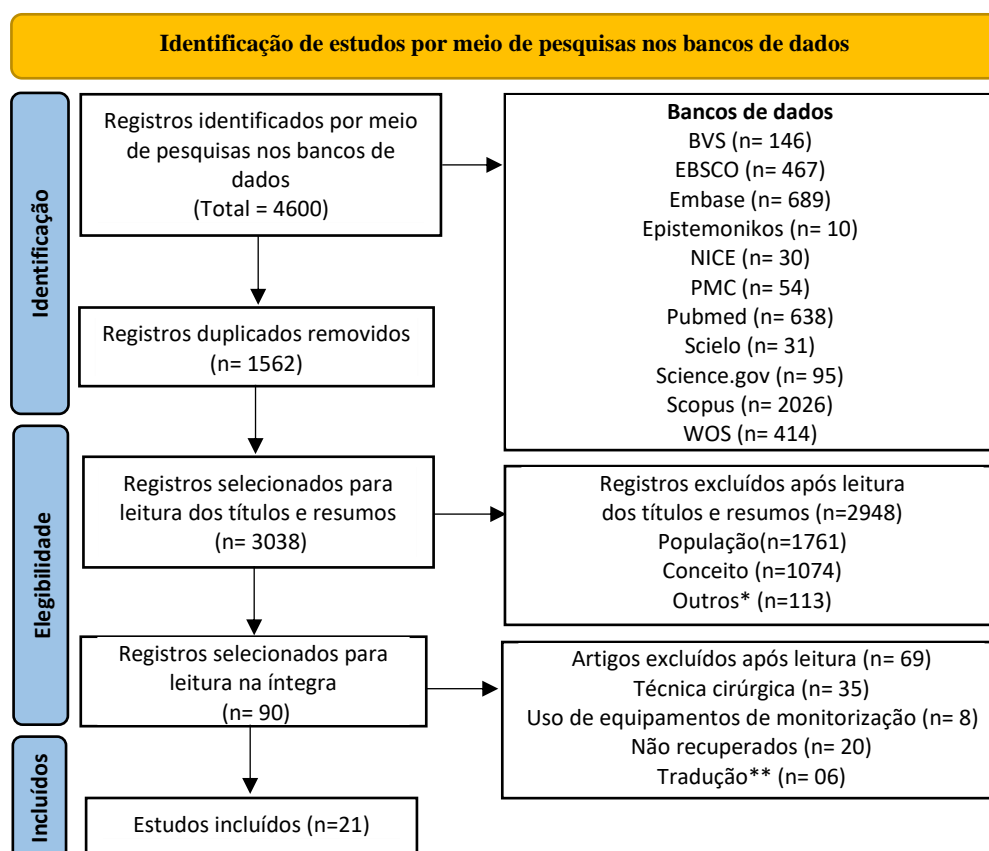 Identificação de estudos por meio de pesquisas nos bancos de dados
Identificação
Registros identificados por meio
de pesquisas nos bancos de
dados
(Total = 4600)
Bancos de dados
BVS (n= 146)
EBSCO (n= 467)
Embase (n= 689)
Epistemonikos (n= 10)
NICE (n= 30)
PMC (n= 54)
Pubmed (n= 638)
Scielo (n= 31)
Science.gov (n= 95)
Scopus (n= 2026)
WOS (n= 414)
Registros duplicados removidos
(n= 1562)
Elegibilidade
Registros selecionados para
leitura dos títulos e resumos
(n= 3038)
Registros excluídos após leitura
dos títulos e resumos (n=2948)
População(n=1761)
Conceito (n=1074)
Outros* (n=113)
Registros selecionados para
leitura na íntegra
(n= 90)
Artigos excluídos após leitura (n= 69)
Técnica cirúrgica (n= 35)
Uso de equipamentos de monitorização (n= 8)
Não recuperados (n= 20)
Tradução** (n= 06)
Incluídos
Estudos incluídos (n=21)